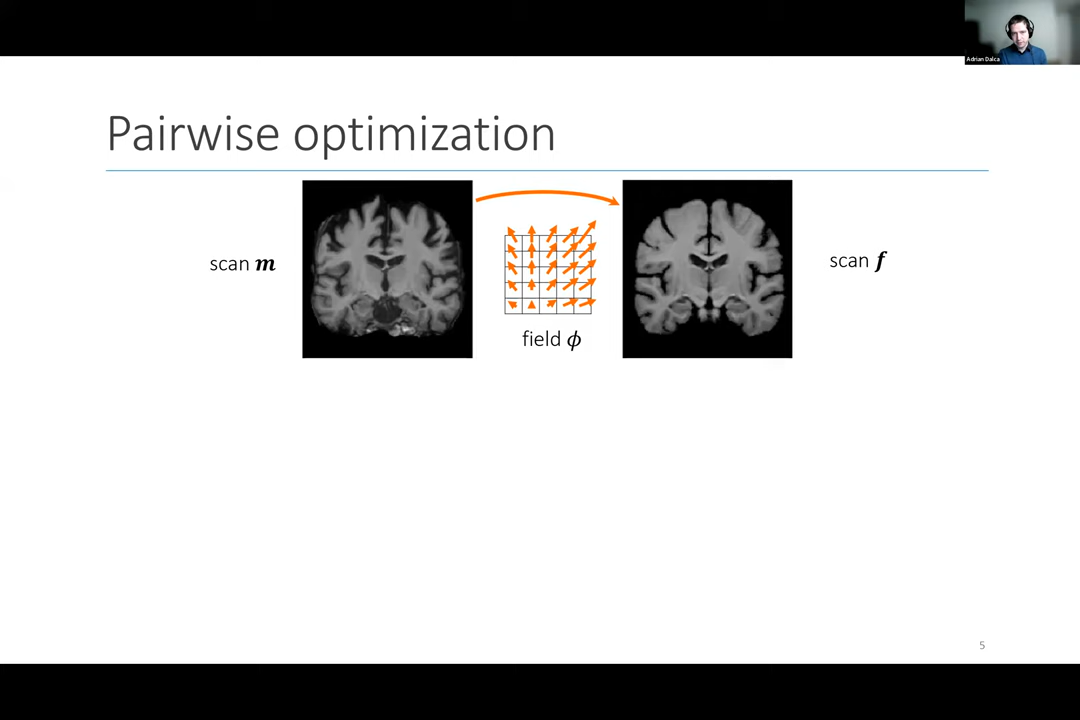 Adrian Dalca
Pairwise optimization
scan m
scan f
field ϕ
5